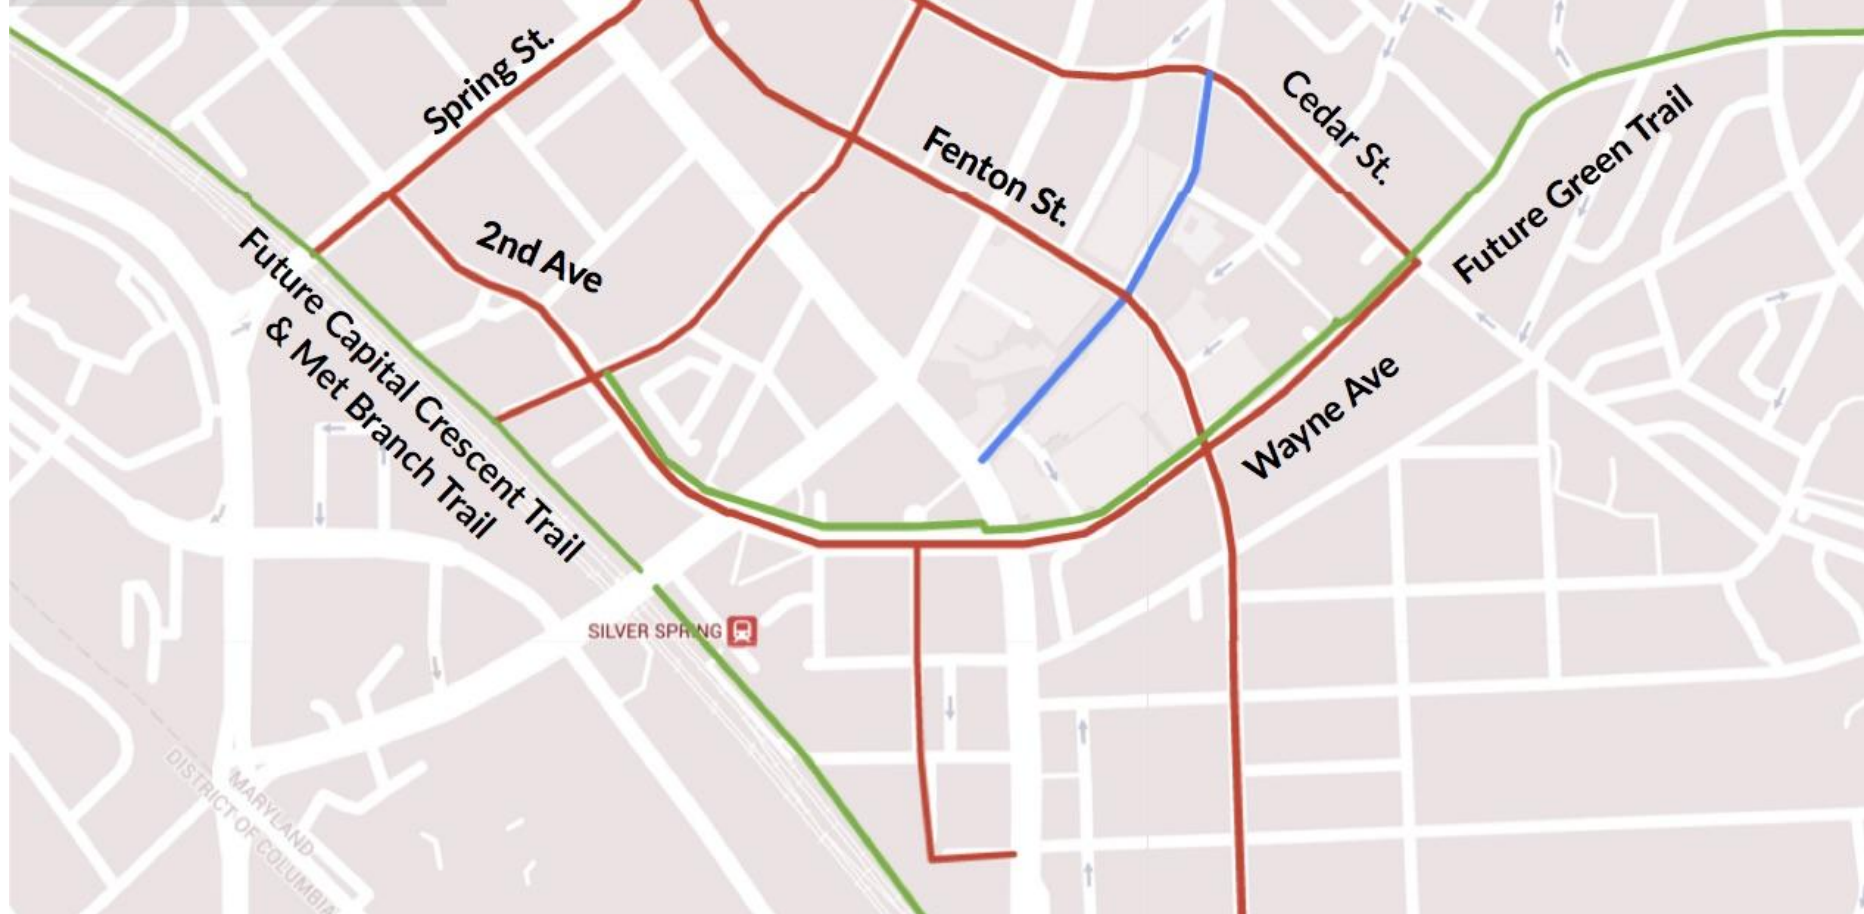 Spring St.
Cedar St.
Fenton St.
Future Green Trail
2nd Ave
Future Capital Crescent Trail
& Met Branch Trail
Wayne Ave
SILVER SPRING
MARYLAND
DISTRICT OF COLUMBIA